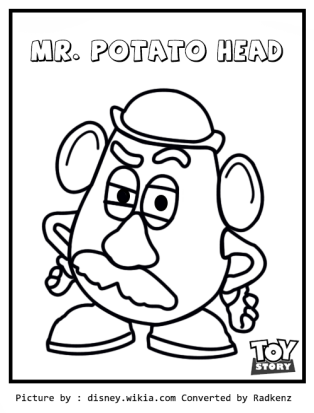 MR. POTATO HEAD
TOY
STORY
Picture by : disney.wikia.com Converted by Radkenz